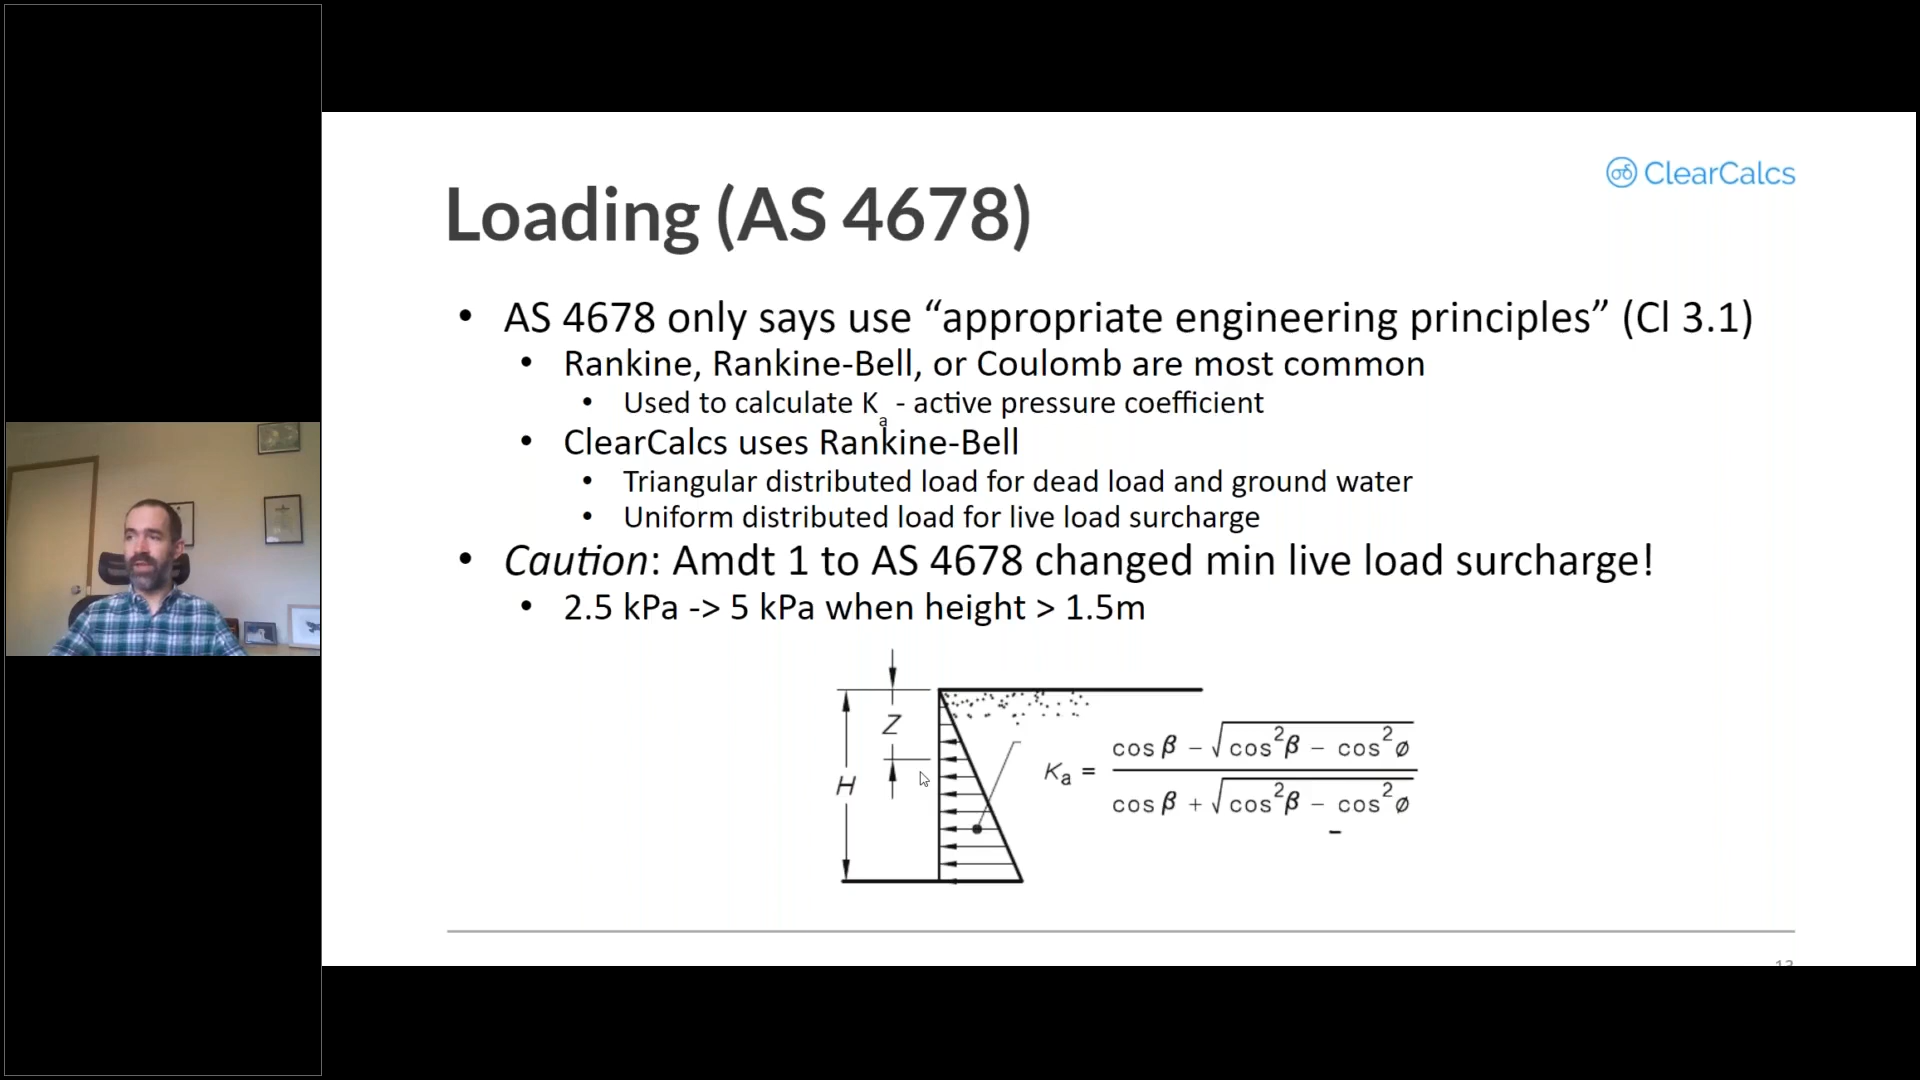 ClearCalcs
Loading (AS 4678)
• AS 4678 only says use “appropriate engineering principles” (Cl 3.1)
• Rankine, Rankine-Bell, or Coulomb are most common
• Used to calculate Ka - active pressure coefficient
• ClearCalcs uses Rankine-Bell
• Triangular distributed load for dead load and ground water
• Uniform distributed load for live load surcharge
• Caution: Amdt 1 to AS 4678 changed min live load surcharge!
• 2.5 kPa -> 5 kPa when height > 1.5m
Z
H
Ka = 
cos β – √cos²β – cos²ø
cos β + √cos²β – cos²ø